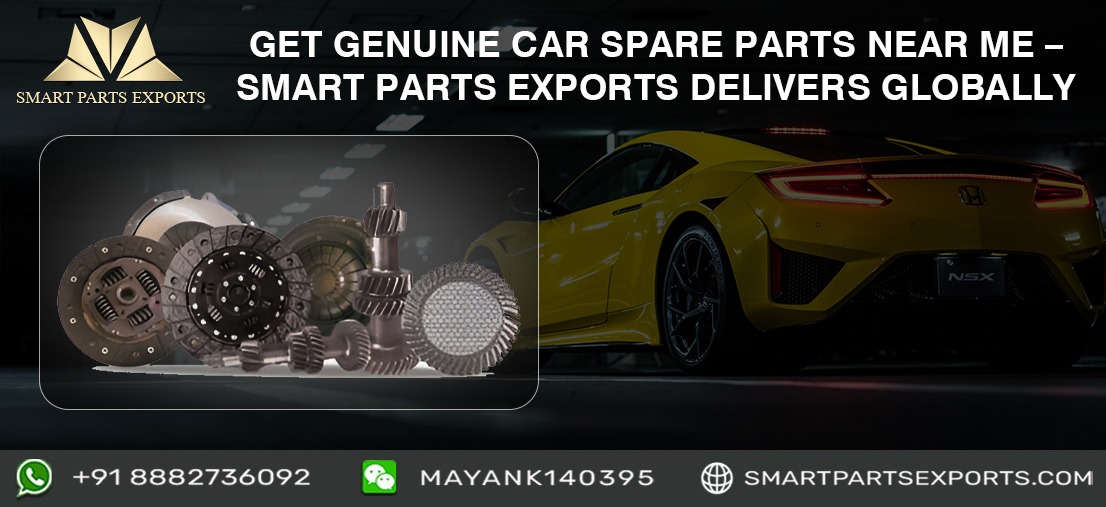 SMART PARTS EXPORTS
GET GENUINE CAR SPARE PARTS NEAR ME –
SMART PARTS EXPORTS DELIVERS GLOBALLY
NSX
+91 8882736092
MAYANK140395
SMARTPARTSEXPORTS.COM